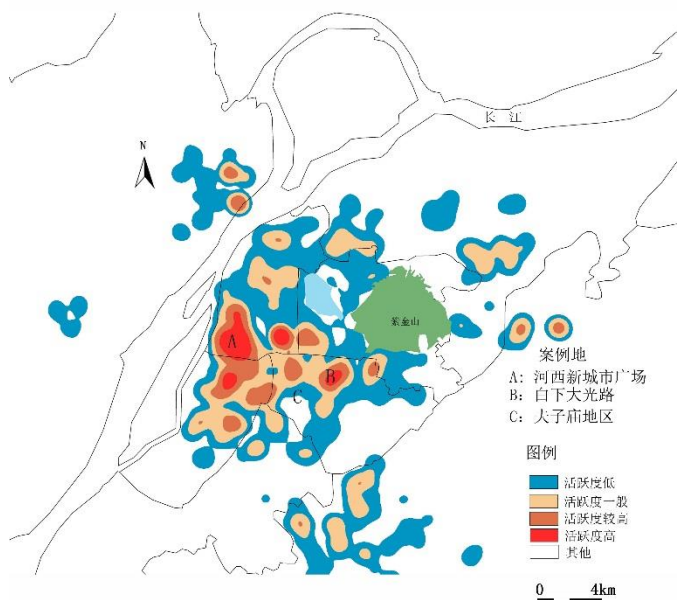 长 江
N
紫金山
A
B
C
案例地
A：河西新城市广场
B：白下大光路
C：夫子庙地区
图例
活跃度低
活跃度一般
活跃度较高
活跃度高
其他
0 4km